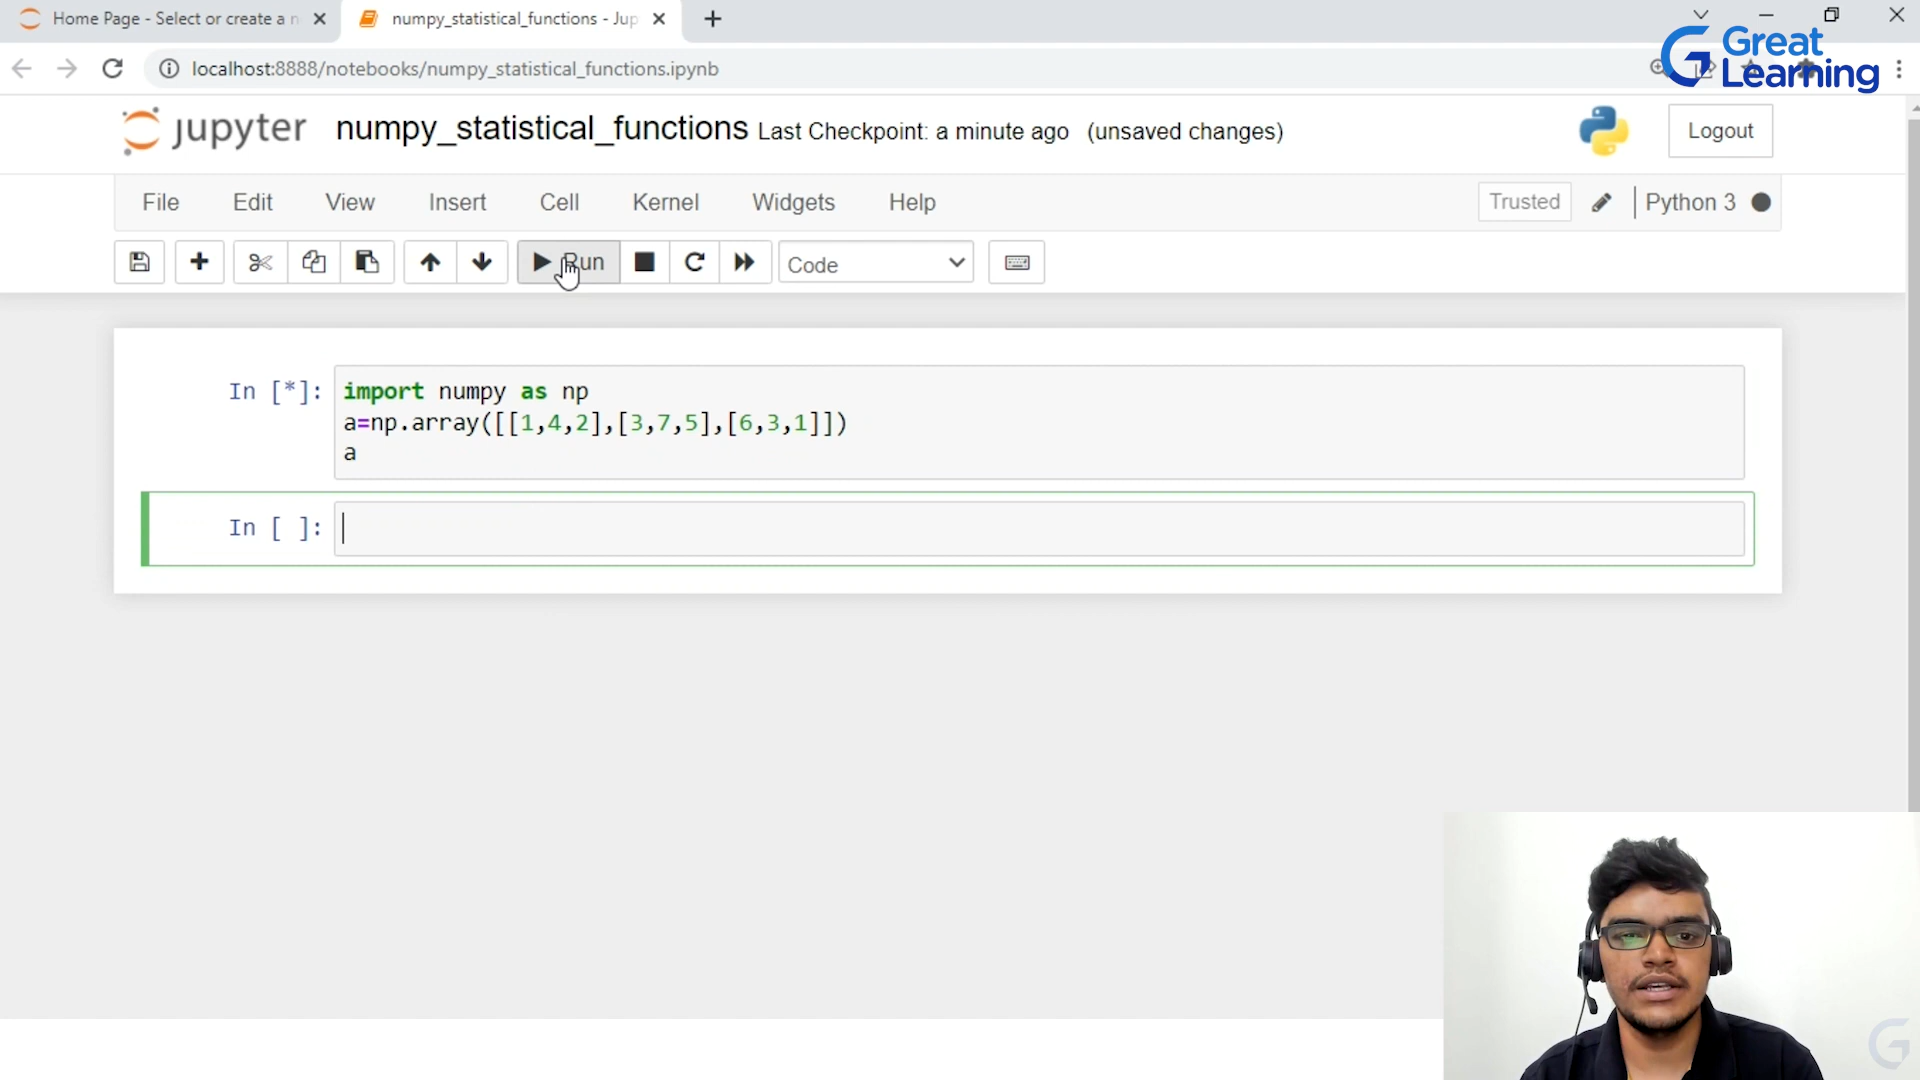 Home Page - Select or create a n
numpy_statistical_functions - Jup
localhost:8888/notebooks/numpy_statistical_functions.ipynb
Great
Learning
jupyter numpy_statistical_functions Last Checkpoint: a minute ago (unsaved changes)
Logout
File Edit View Insert Cell Kernel Widgets Help
Trusted
Python 3
Run
Code
In [*]:
import numpy as np
a=np.array([[1,4,2],[3,7,5],[6,3,1]])
a
In [ ]: